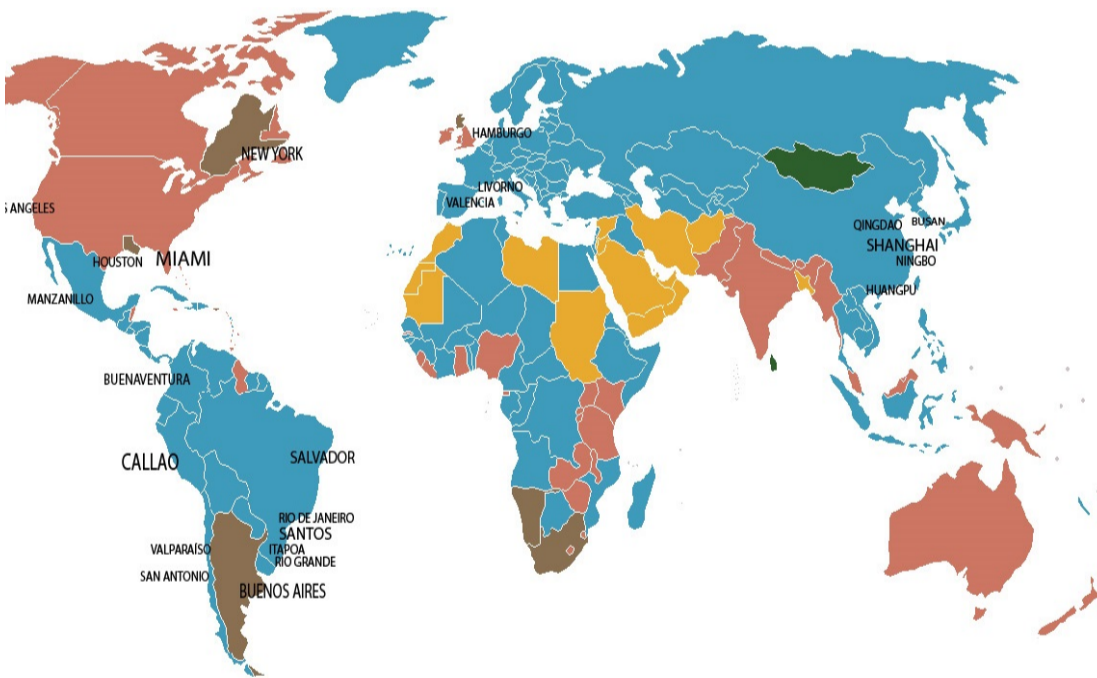 HAMBURGO
NEW YORK
LIVORNO
VALENCIA
S ANGELES
QINGDAO
BUSAN
SHANGHAI
HOUSTON
MIAMI
NINGBO
MANZANILLO
HUANGPU
BUENAVENTURA
CALLAO
SALVADOR
RIO DE JANEIRO
SANTOS
VALPARAÍSO
ITAPOA
RIO GRANDE
SAN ANTONIO
BUENOS AIRES